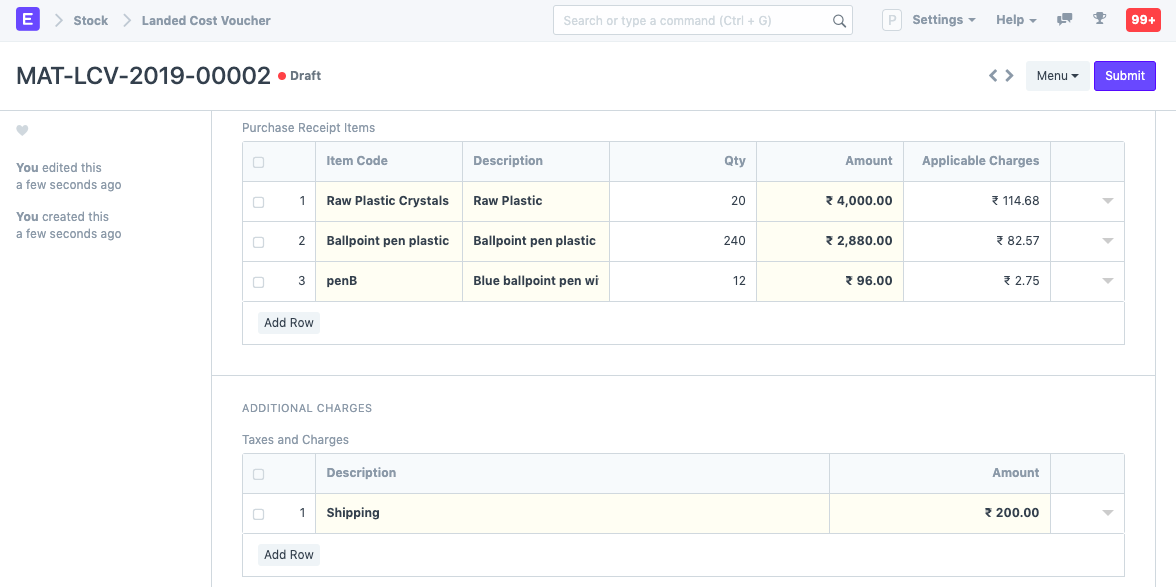 E Stock Landed Cost Voucher Search or type a command (Ctrl + G) P Settings Help 99+
MAT-LCV-2019-00002 Draft Menu Submit
You edited this
a few seconds ago
You created this
a few seconds ago
Purchase Receipt Items
Item Code Description Qty Amount Applicable Charges
1 Raw Plastic Crystals Raw Plastic 20 ₹ 4,000.00 ₹ 114.68
2 Ballpoint pen plastic Ballpoint pen plastic 240 ₹ 2,880.00 ₹ 82.57
3 penB Blue ballpoint pen wi 12 ₹ 96.00 ₹ 2.75
Add Row
ADDITIONAL CHARGES
Taxes and Charges
Description Amount
1 Shipping ₹ 200.00
Add Row